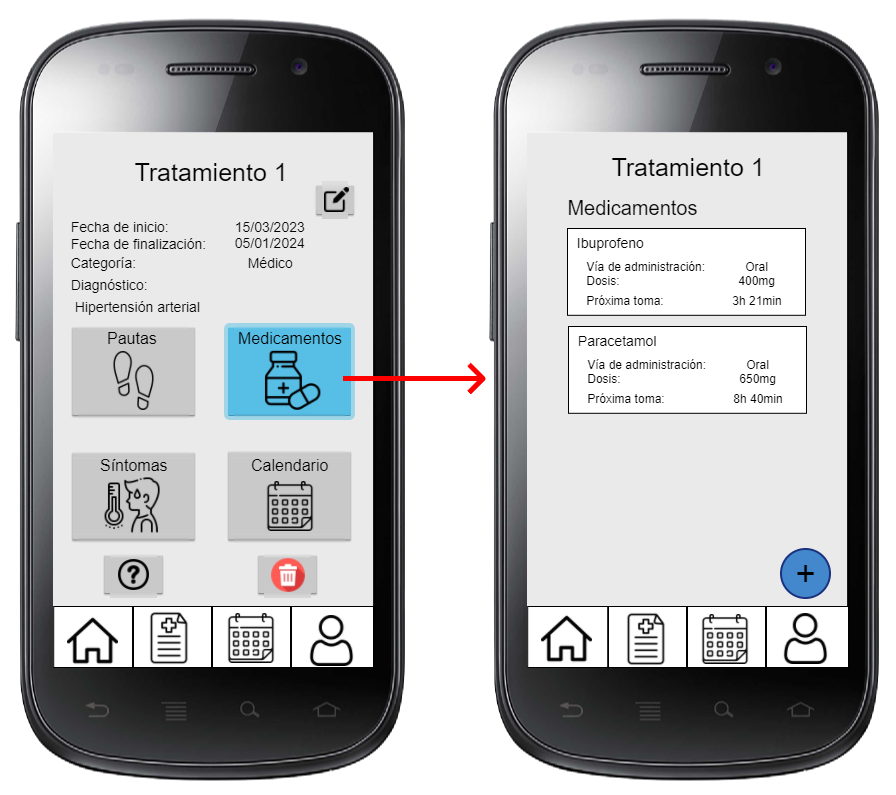 Tratamiento 1
Fecha de inicio: 15/03/2023
Fecha de finalización: 05/01/2024
Categoría: Médico
Diagnóstico:
Hipertensión arterial
Pautas
Medicamentos
Síntomas
Calendario
Tratamiento 1
Medicamentos
Ibuprofeno
Vía de administración: Oral
Dosis: 400mg
Próxima toma: 3h 21min
Paracetamol
Vía de administración: Oral
Dosis: 650mg
Próxima toma: 8h 40min
+